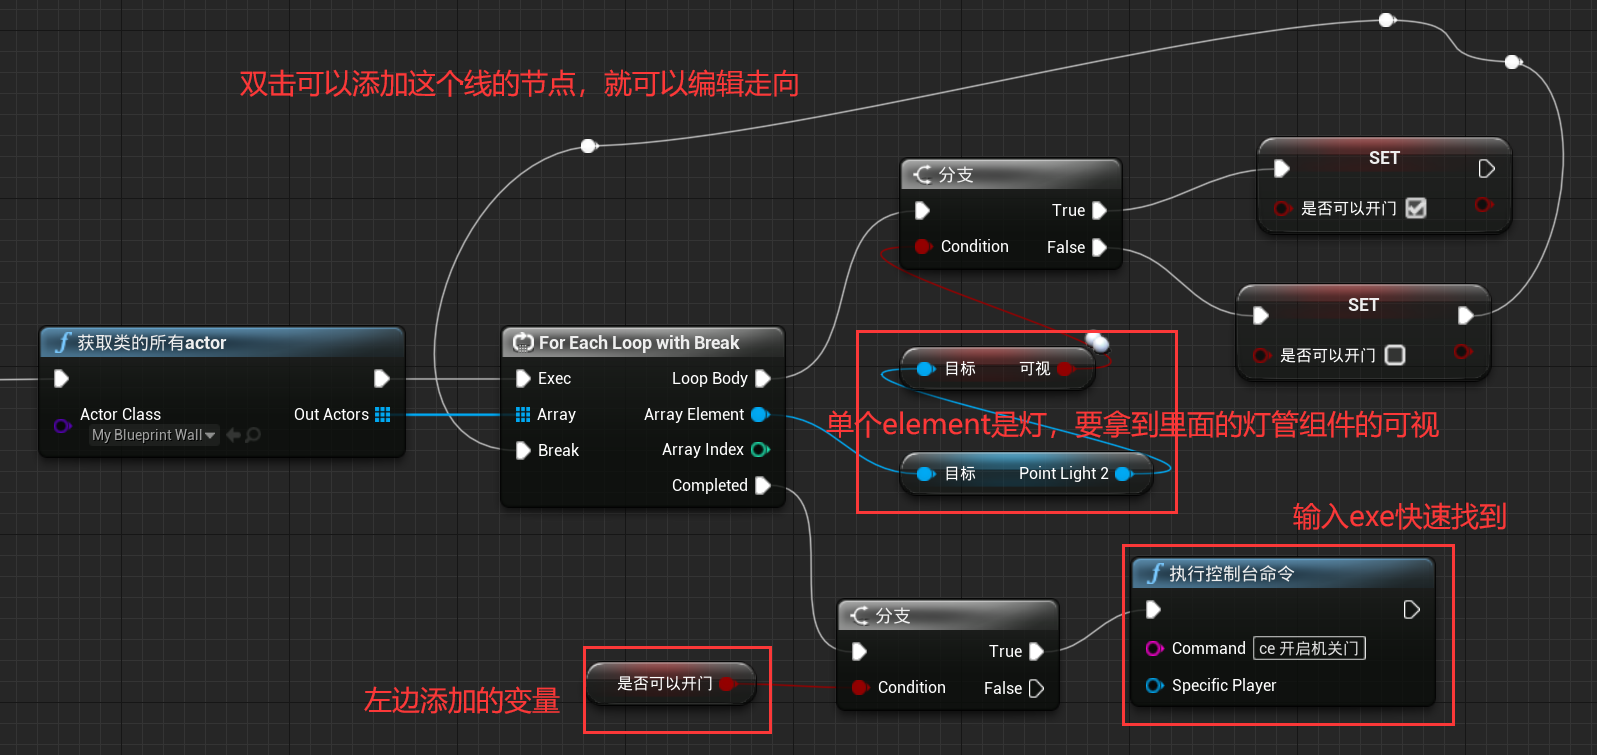 双击可以添加这个线的节点，就可以编辑走向
SET
是否可以开门
分支
True
Condition
False
SET
是否可以开门
获取类的所有actor
Actor Class
Out Actors
My Blueprint Wall
For Each Loop with Break
Exec
Loop Body
Array
Array Element
Break
Array Index
Completed
目标
可视
单个element是灯，要拿到里面的灯管组件的可视
目标
Point Light 2
输入exe快速找到
执行控制台命令
Command
ce 开启机关门
Specific Player
分支
True
Condition
False
是否可以开门
左边添加的变量